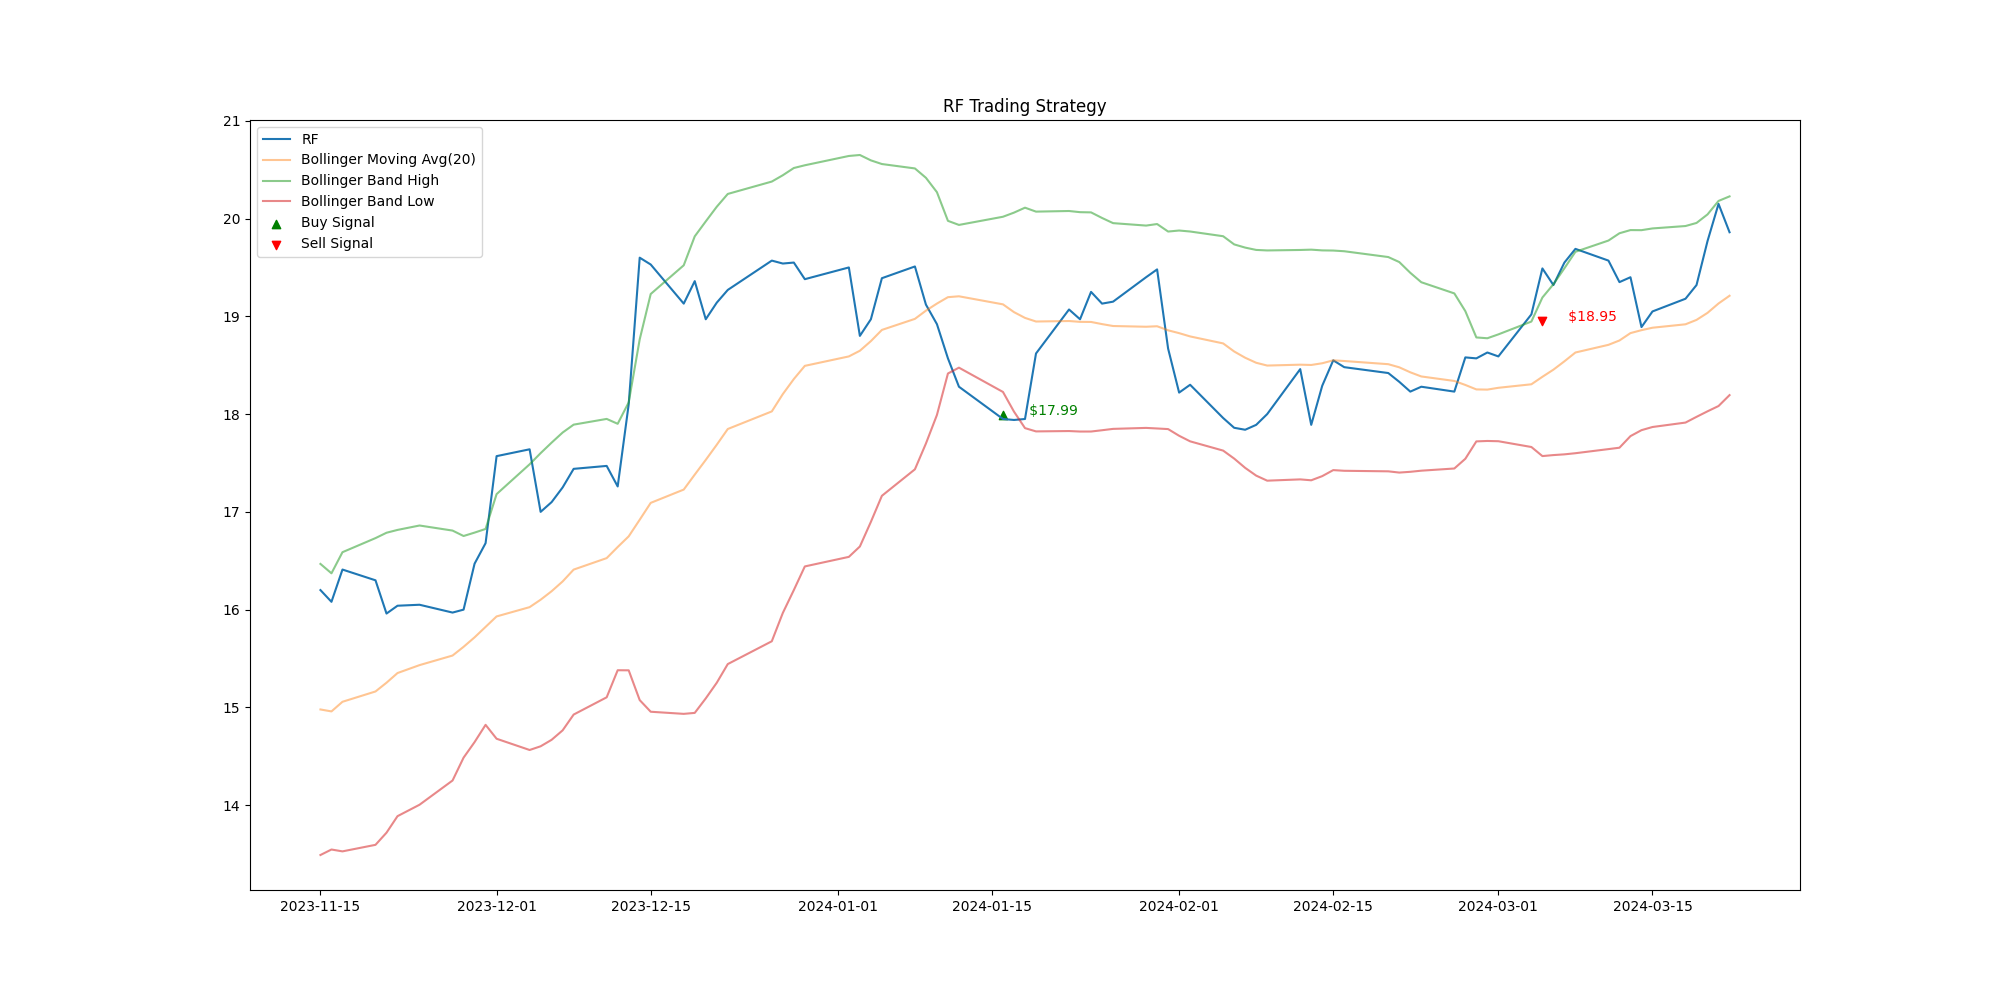 RF Trading Strategy
21
20
19
18
17
16
15
14
RF
Bollinger Moving Avg(20)
Bollinger Band High
Bollinger Band Low
Buy Signal
Sell Signal
$18.95
$17.99
2023-11-15 2023-12-01 2023-12-15 2024-01-01 2024-01-15 2024-02-01 2024-02-15 2024-03-01 2024-03-15